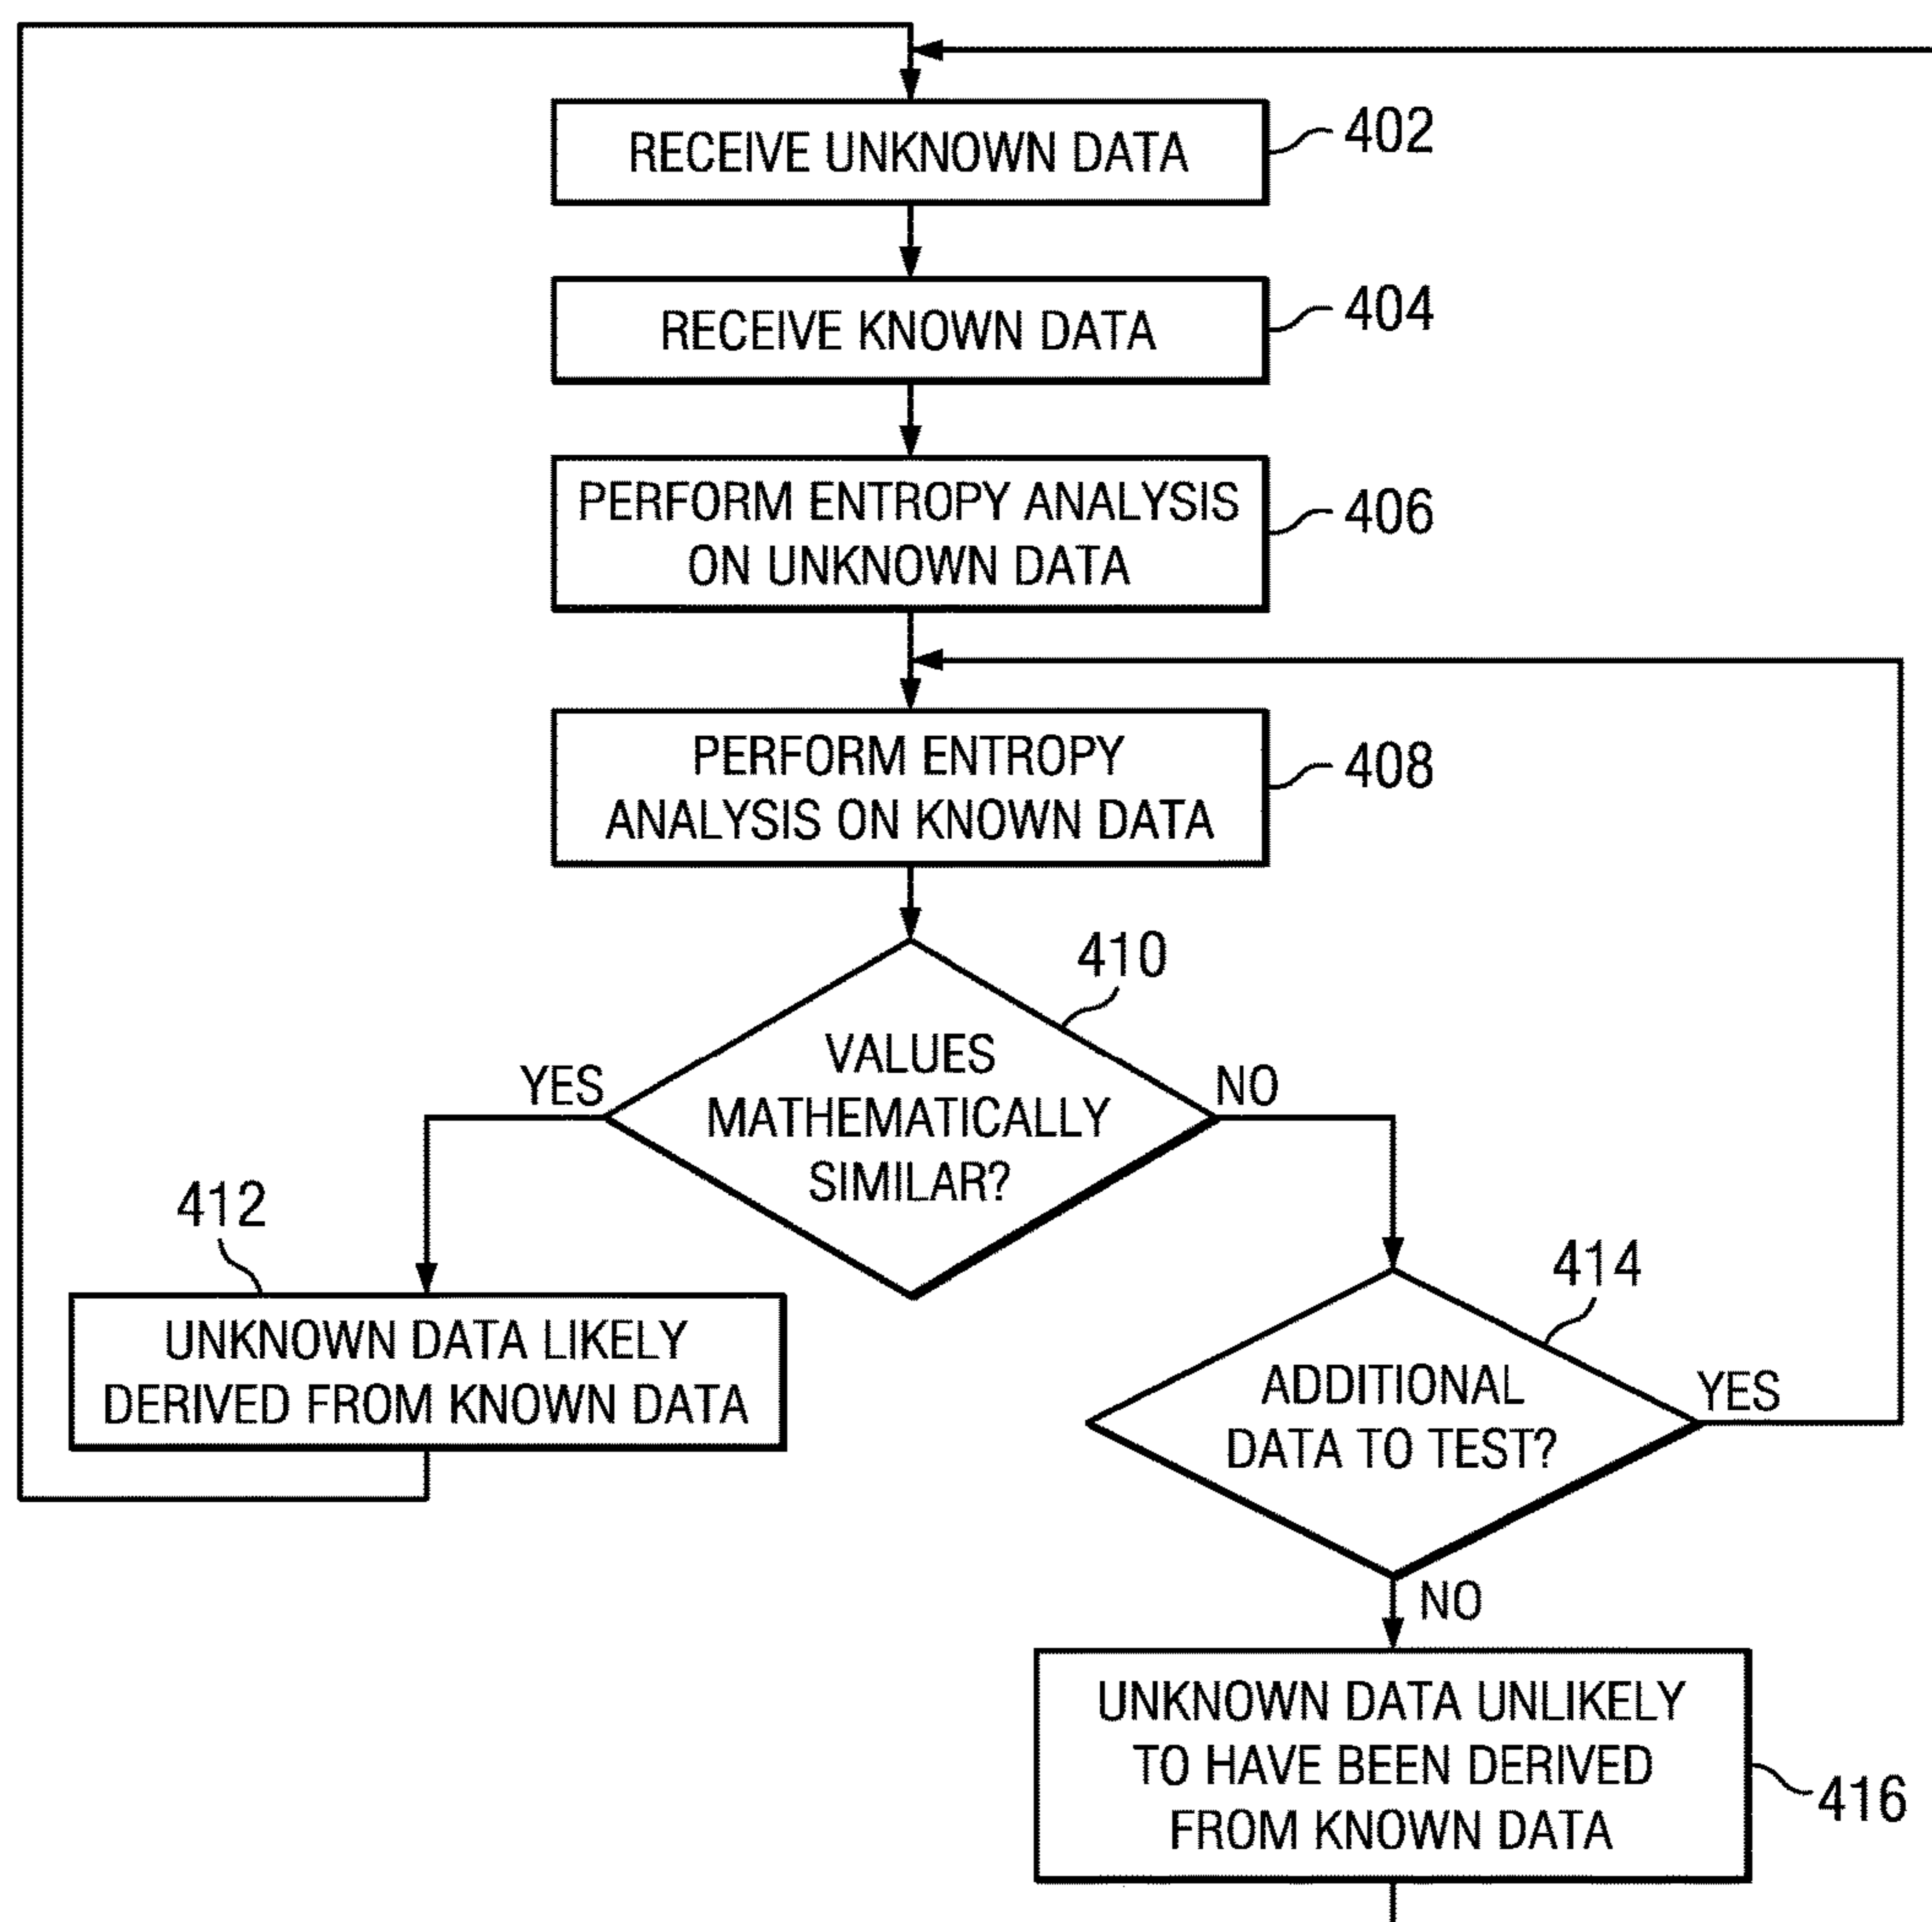 RECEIVE UNKNOWN DATA
402
RECEIVE KNOWN DATA
404
PERFORM ENTROPY ANALYSIS
ON UNKNOWN DATA
406
PERFORM ENTROPY
ANALYSIS ON KNOWN DATA
408
410
VALUES
MATHEMATICALLY
SIMILAR?
YES
NO
412
UNKNOWN DATA LIKELY
DERIVED FROM KNOWN DATA
414
ADDITIONAL
DATA TO TEST?
YES
NO
UNKNOWN DATA UNLIKELY
TO HAVE BEEN DERIVED
FROM KNOWN DATA
416